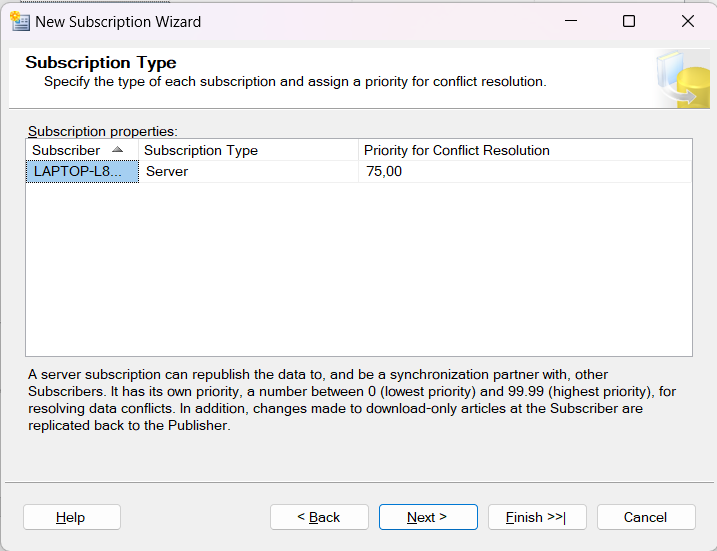 New Subscription Wizard
Subscription Type
Specify the type of each subscription and assign a priority for conflict resolution.
Subscription properties:
Subscriber Subscription Type Priority for Conflict Resolution
LAPTOP-L8... Server 75,00
A server subscription can republish the data to, and be a synchronization partner with, other
Subscribers. It has its own priority, a number between 0 (lowest priority) and 99.99 (highest priority), for
resolving data conflicts. In addition, changes made to download-only articles at the Subscriber are
replicated back to the Publisher.
Help < Back Next > Finish >>| Cancel